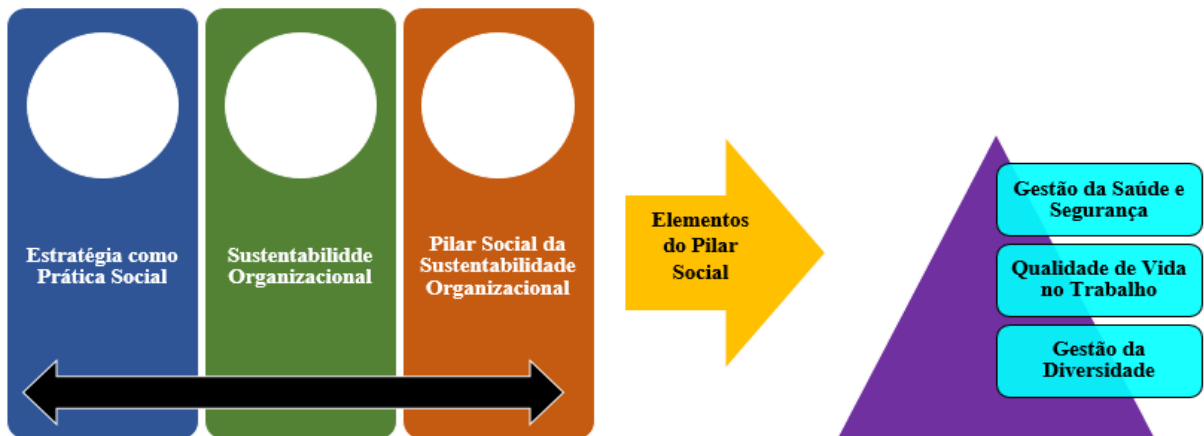 Estratégia como
Prática Social
Sustentabilidde
Organizacional
Pilar Social da
Sustentabilidade
Organizacional
Elementos
do Pilar
Social
Gestão da Saúde e
Segurança
Qualidade de Vida
no Trabalho
Gestão da
Diversidade